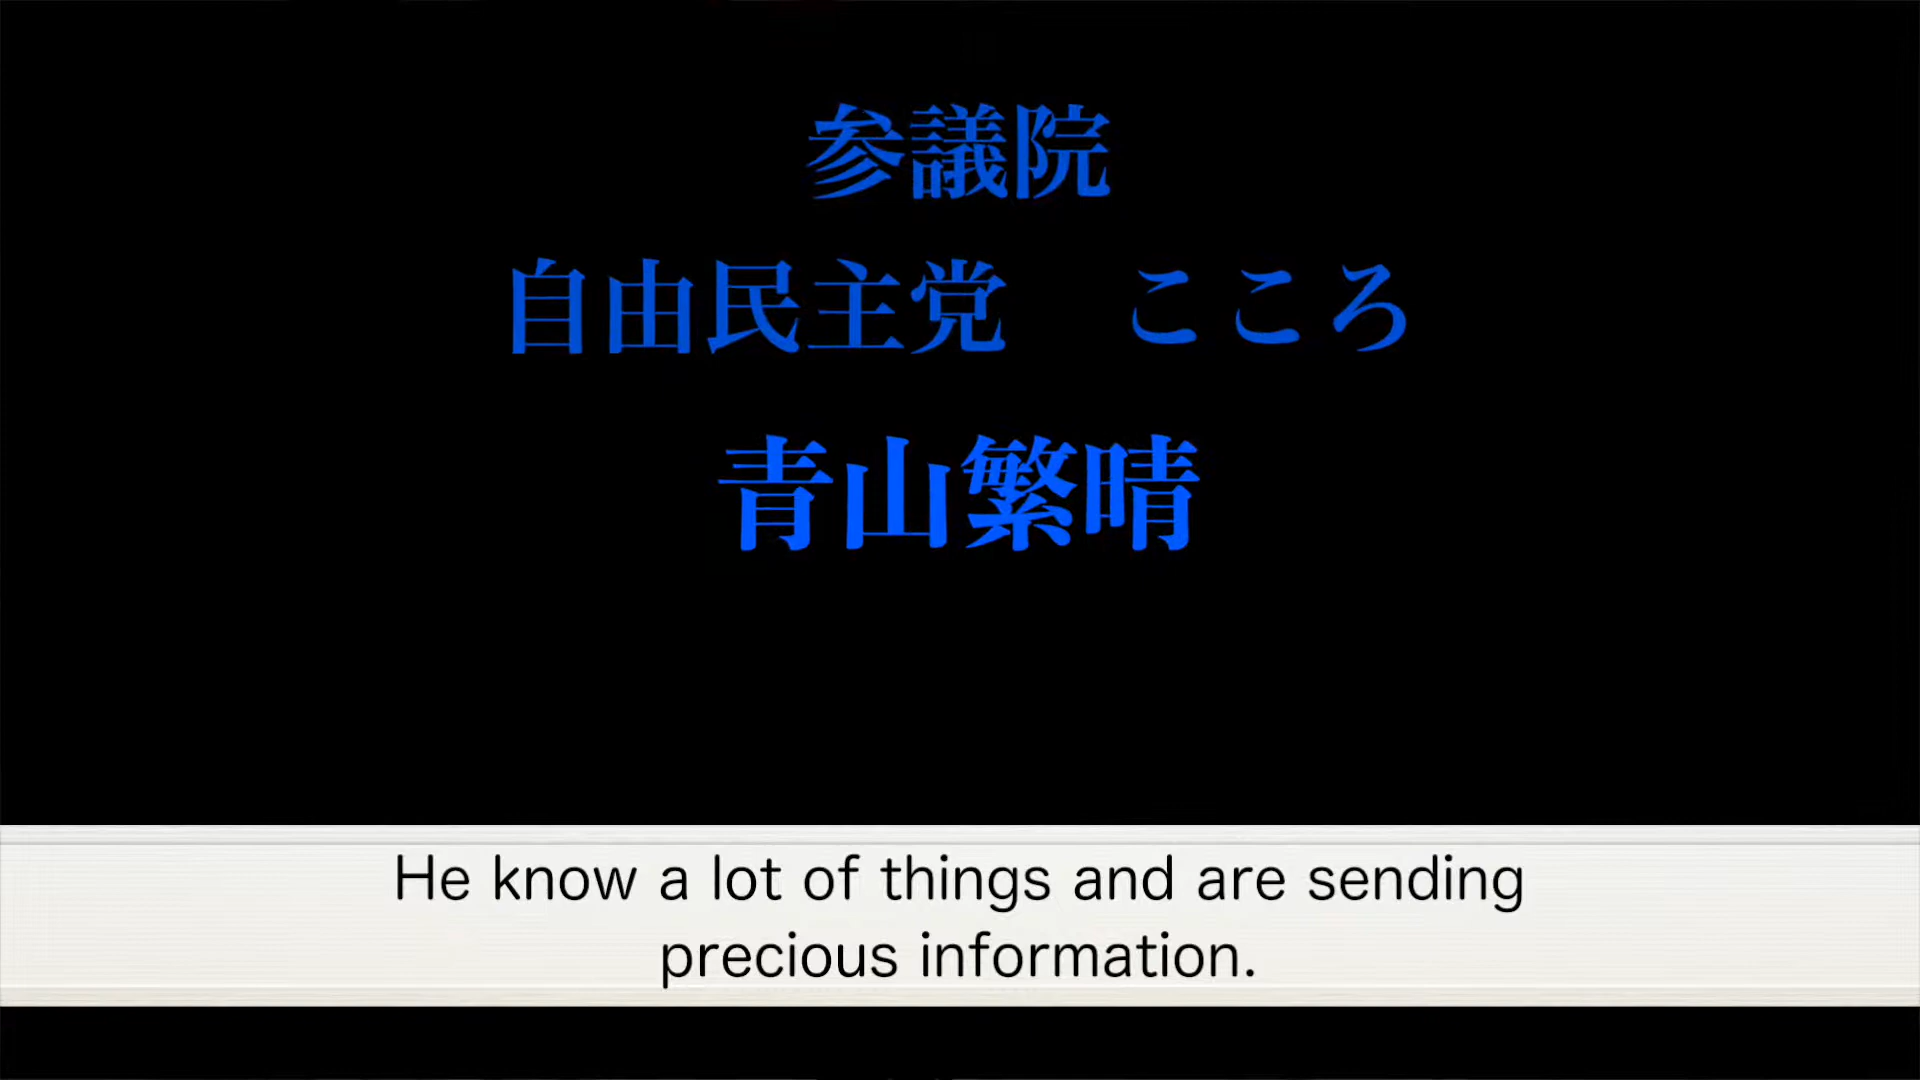 参議院
自由民主党　こころ
青山繁晴
He know a lot of things and are sending
precious information.